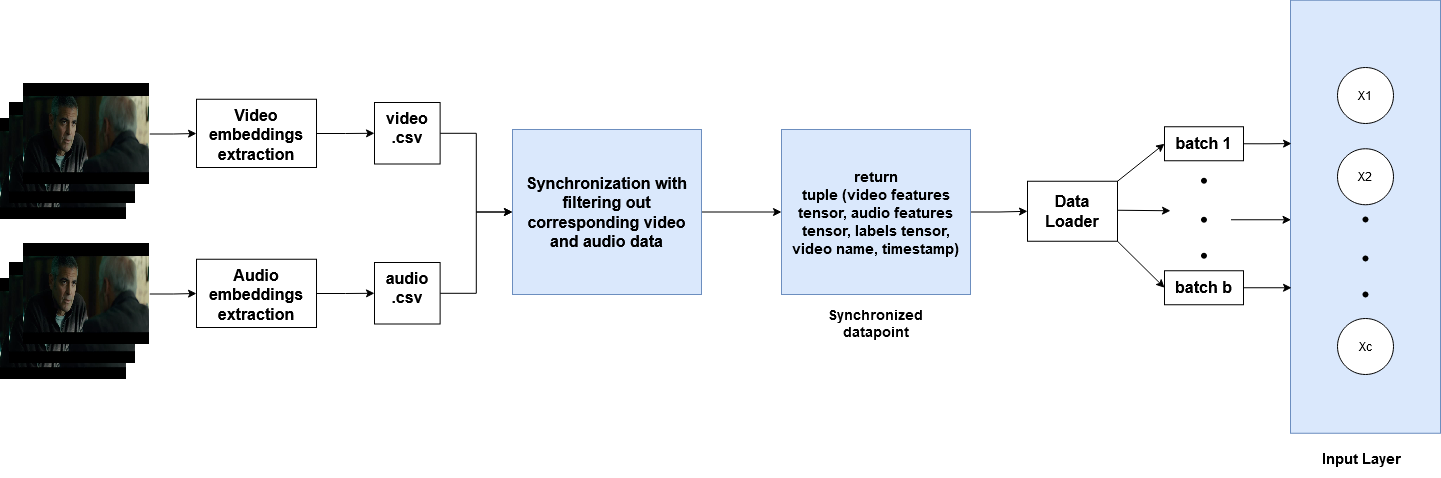 Video
embeddings
extraction
video
.csv
Audio
embeddings
extraction
audio
.csv
Synchronization with
filtering out
corresponding video
and audio data
return
tuple (video features
tensor, audio features
tensor, labels tensor,
video name, timestamp)
Synchronized
datapoint
Data
Loader
batch 1
batch b
X1
X2
Xc
Input Layer